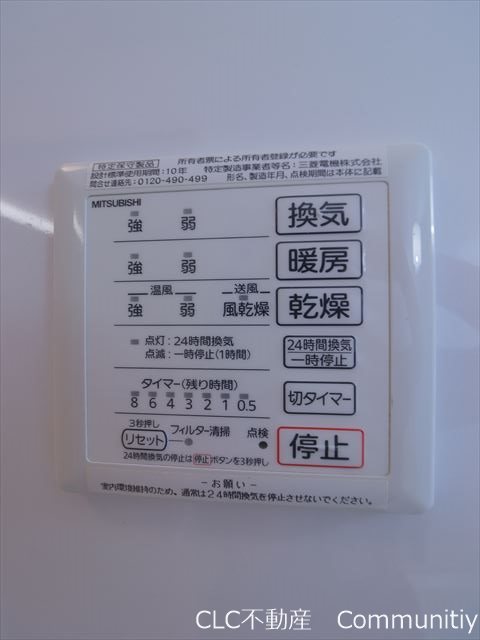 特定保守製品 所有者票による所有者登録が必要です
設計標準使用期間:10年 特定製造事業者等名:三菱電機株式会社
問合せ連絡先:0120-490-499 形名、製造年月、点検期間は本体に記載
MITSUBISHI
強 弱 換気
強 弱 暖房
温風 送風
強 弱 風乾燥 乾燥
点灯:24時間換気
点滅:一時停止(1時間)
24時間換気
一時停止
タイマー(残り時間)
8 6 4 3 2 1 0.5
切タイマー
3秒押し
リセット フィルター清掃 点検
停止
24時間換気の停止は 停止 ボタンを3秒押し
－お願い－
室内環境維持のため、通常は24時間換気を停止させないでください。
CLC不動産 Communitiy